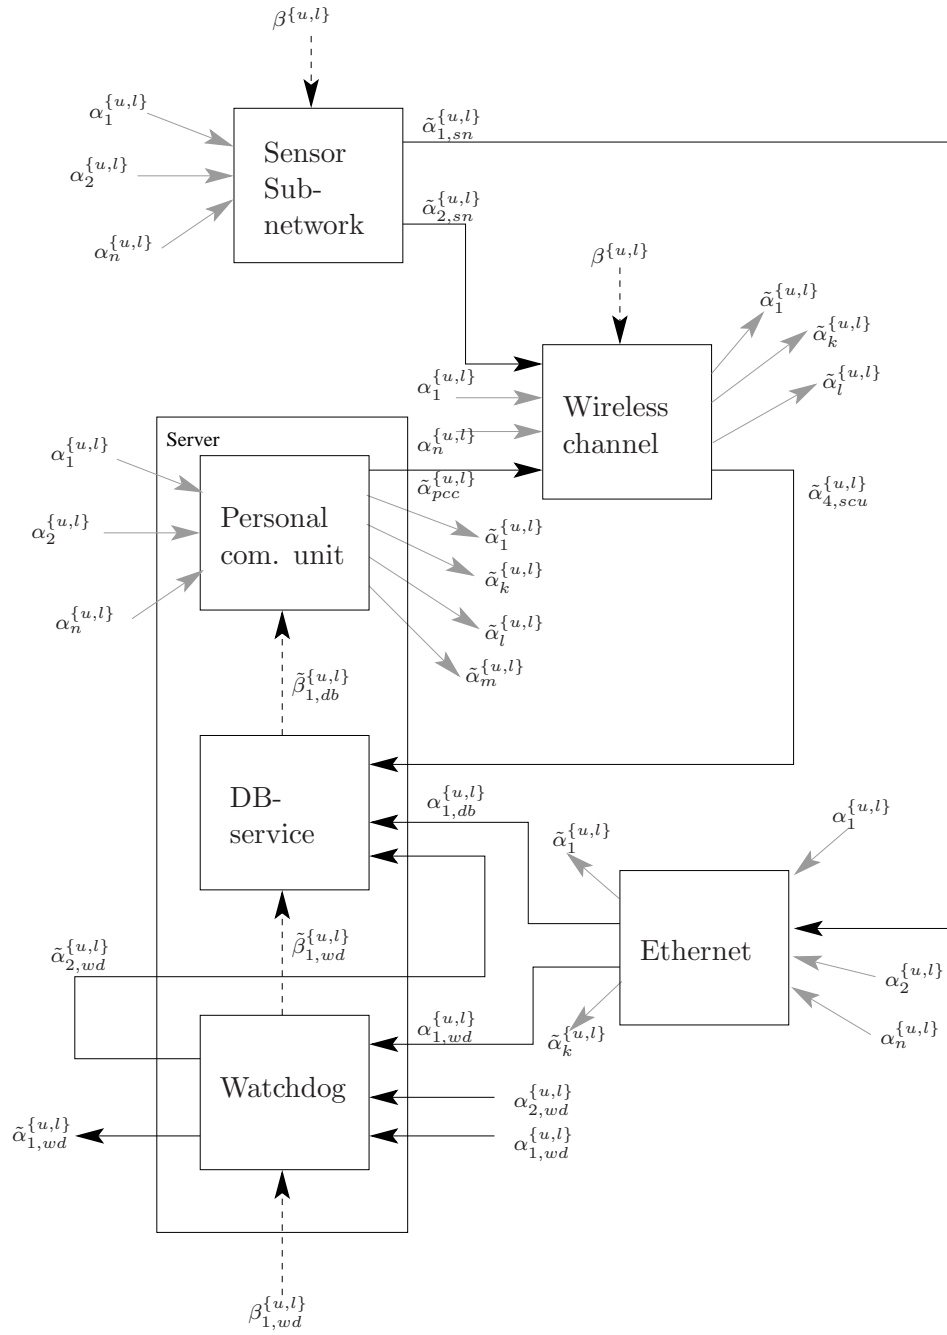 β^{u,l}
α_1^{u,l}
α̃_{1,sn}^{u,l}
Sensor
Sub-
network
α_2^{u,l}
α̃_{2,sn}^{u,l}
α_n^{u,l}
β^{u,l}
α̃_1^{u,l}
α̃_k^{u,l}
α̃_l^{u,l}
α_1^{u,l}
α_n^{u,l}
Wireless
channel
Server
α_1^{u,l}
α̃_{pcc}^{u,l}
α̃_{4,scu}^{u,l}
α_2^{u,l}
Personal
com. unit
α̃_1^{u,l}
α̃_k^{u,l}
α_n^{u,l}
α̃_l^{u,l}
α̃_m^{u,l}
β̃_{1,db}^{u,l}
DB-
service
α_{1,db}^{u,l}
α̃_1^{u,l}
α_1^{u,l}
β̃_{1,wd}^{u,l}
α̃_{2,wd}^{u,l}
Ethernet
α_2^{u,l}
α_{1,wd}^{u,l}
α̃_k^{u,l}
α_n^{u,l}
Watchdog
α_{2,wd}^{u,l}
α̃_{1,wd}^{u,l}
α_{1,wd}^{u,l}
β_{1,wd}^{u,l}